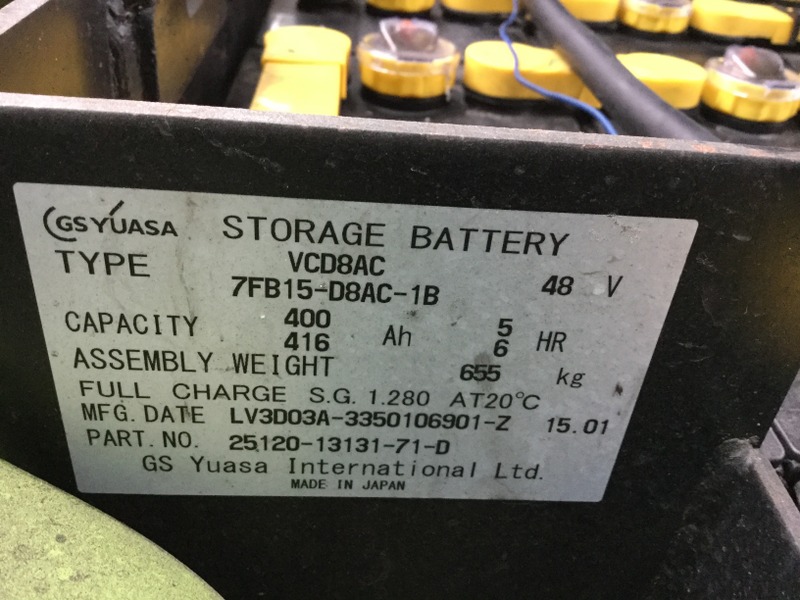 GS YUASA STORAGE BATTERY
TYPE VCD8AC
7FB15-D8AC-1B 48 V
CAPACITY 400 Ah 5 HR
416 6
ASSEMBLY WEIGHT 655 kg
FULL CHARGE S.G. 1.280 AT20℃
MFG. DATE LV3D03A-3350106901-Z 15.01
PART. NO. 25120-13131-71-D
GS Yuasa International Ltd.
MADE IN JAPAN